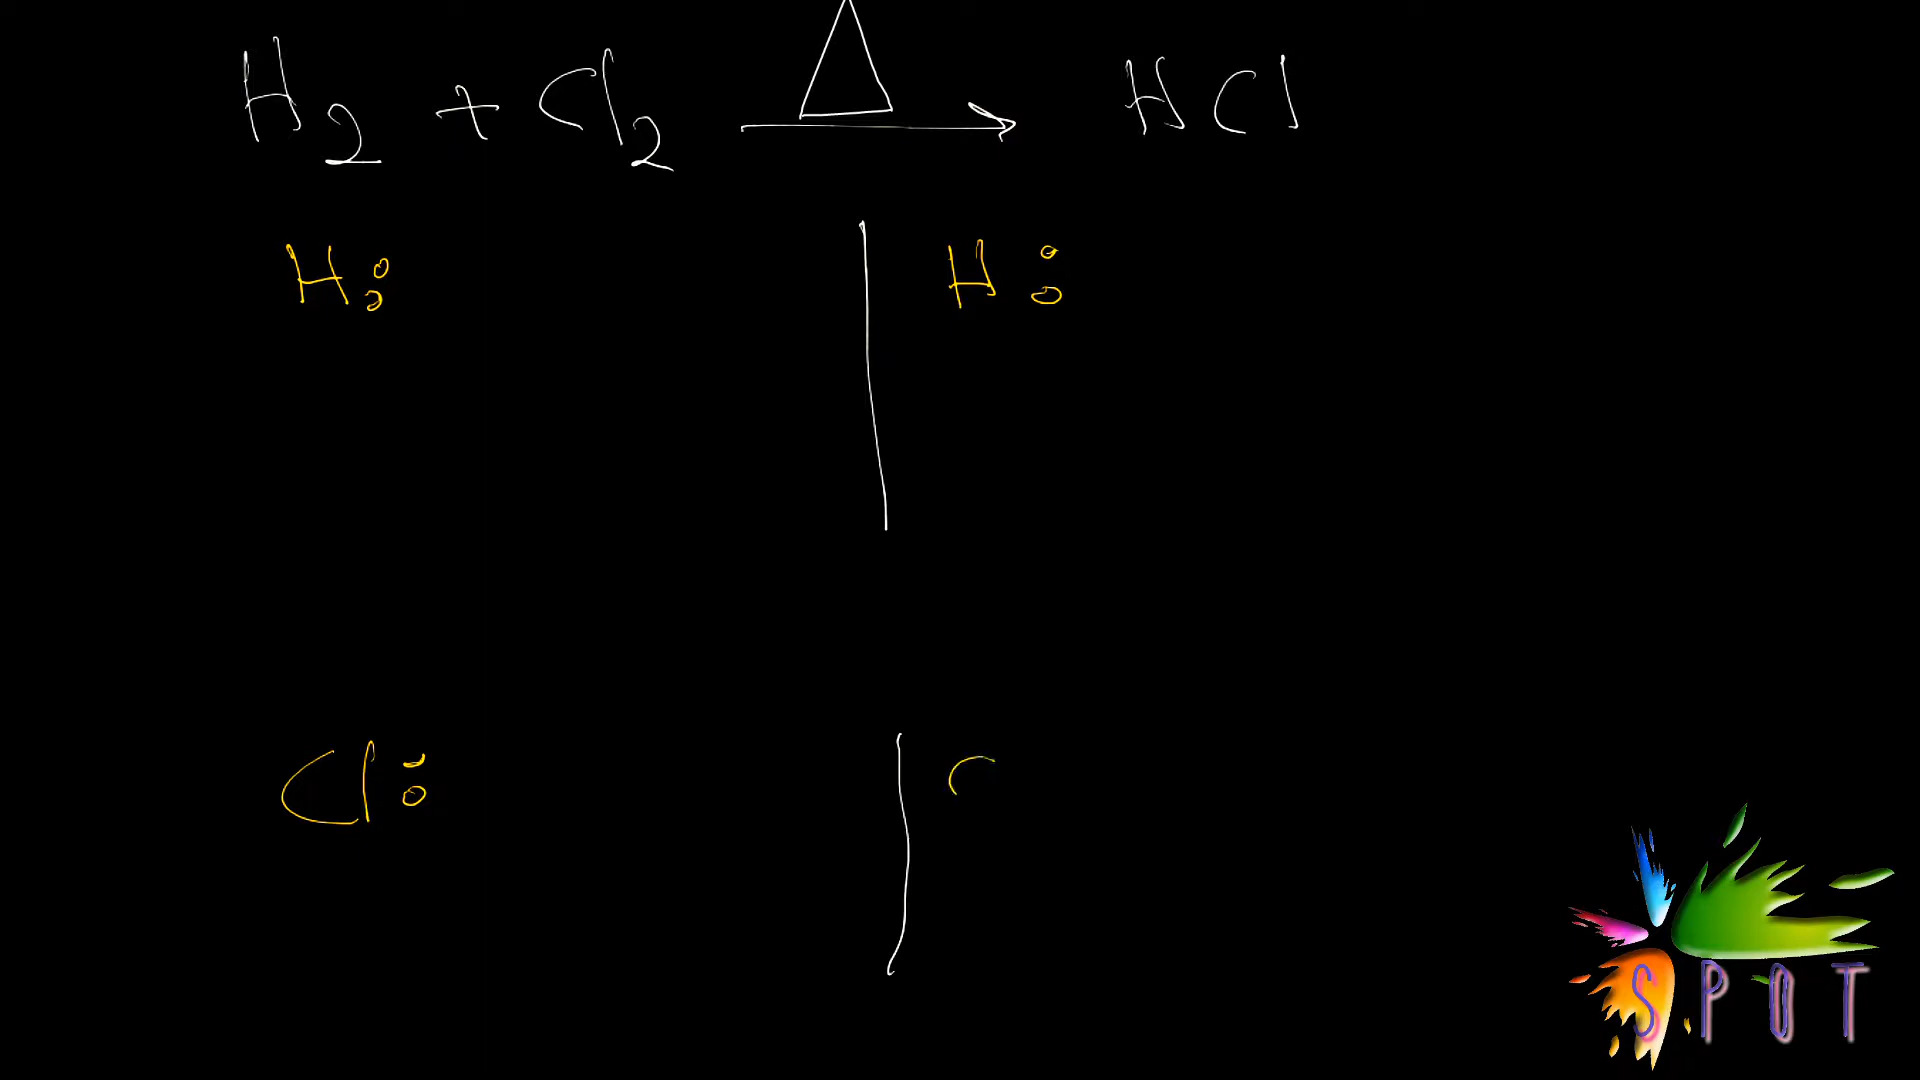 H₂ + Cl₂ △→ HCl
H: H:
Cl: C
SPOT